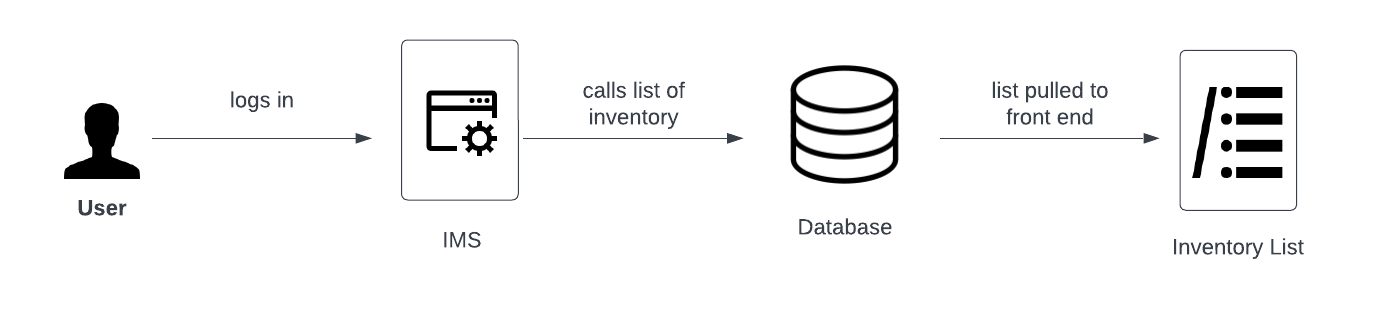 logs in
calls list of
inventory
list pulled to
front end
User
IMS
Database
Inventory List